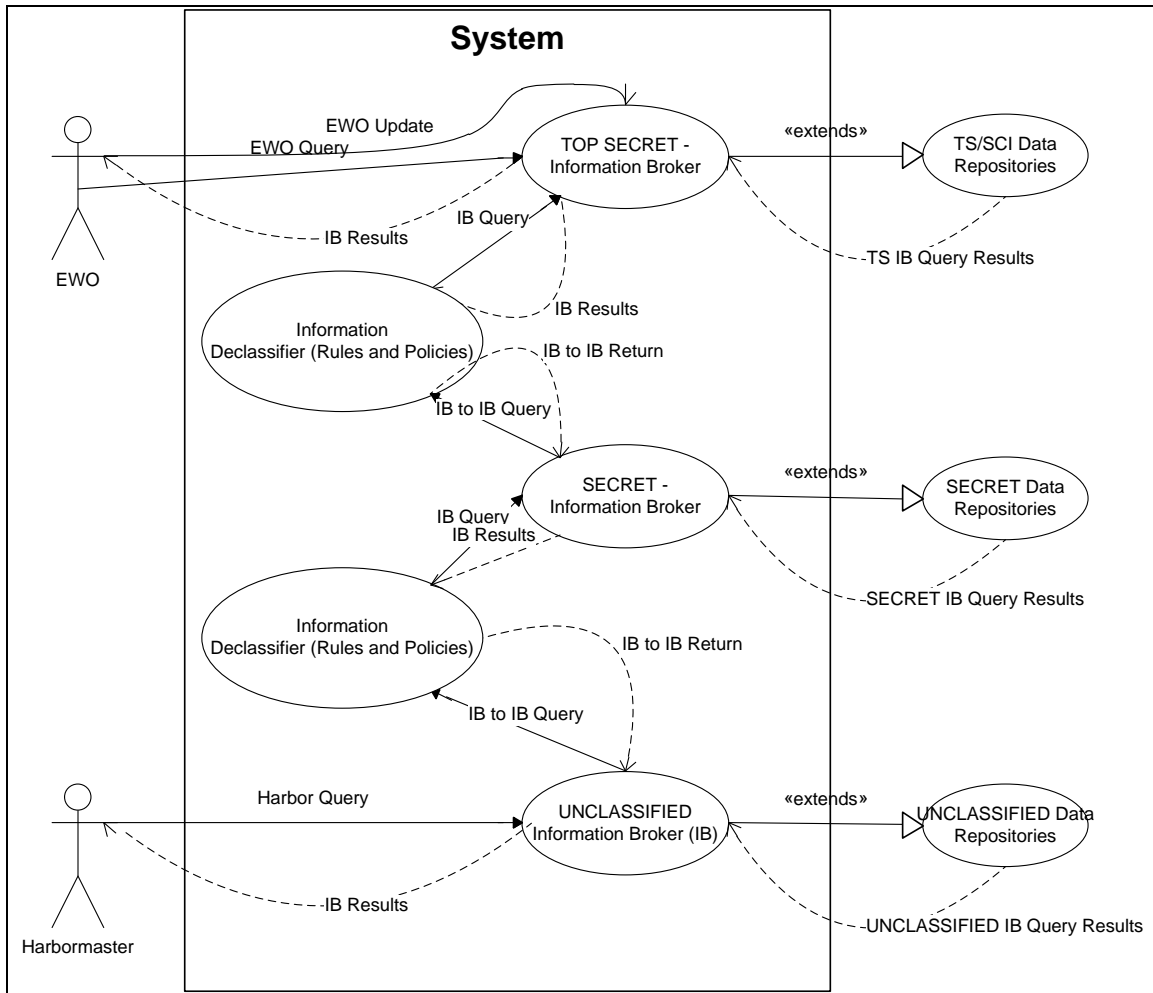 System
EWO Update
EWO Query
TOP SECRET -
Information Broker
«extends»
TS/SCI Data
Repositories
IB Query
IB Results
TS IB Query Results
EWO
IB Results
Information
Declassifier (Rules and Policies)
IB to IB Return
IB to IB Query
SECRET -
Information Broker
«extends»
SECRET Data
Repositories
IB Query
IB Results
SECRET IB Query Results
Information
Declassifier (Rules and Policies)
IB to IB Return
IB to IB Query
Harbor Query
UNCLASSIFIED
Information Broker (IB)
«extends»
UNCLASSIFIED Data
Repositories
IB Results
UNCLASSIFIED IB Query Results
Harbormaster